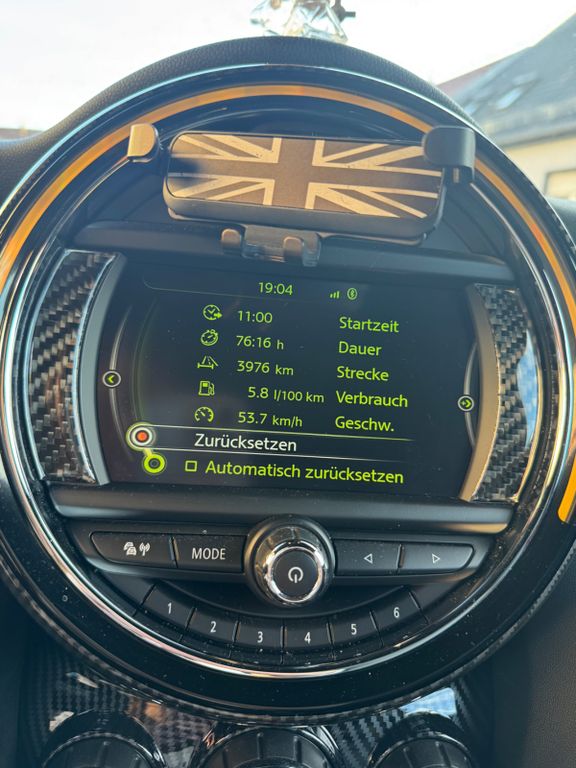 19:04
11:00 Startzeit
76:16 h Dauer
3976 km Strecke
5.8 l/100 km Verbrauch
53.7 km/h Geschw.
Zurücksetzen
Automatisch zurücksetzen
MODE
1 2 3 4 5 6